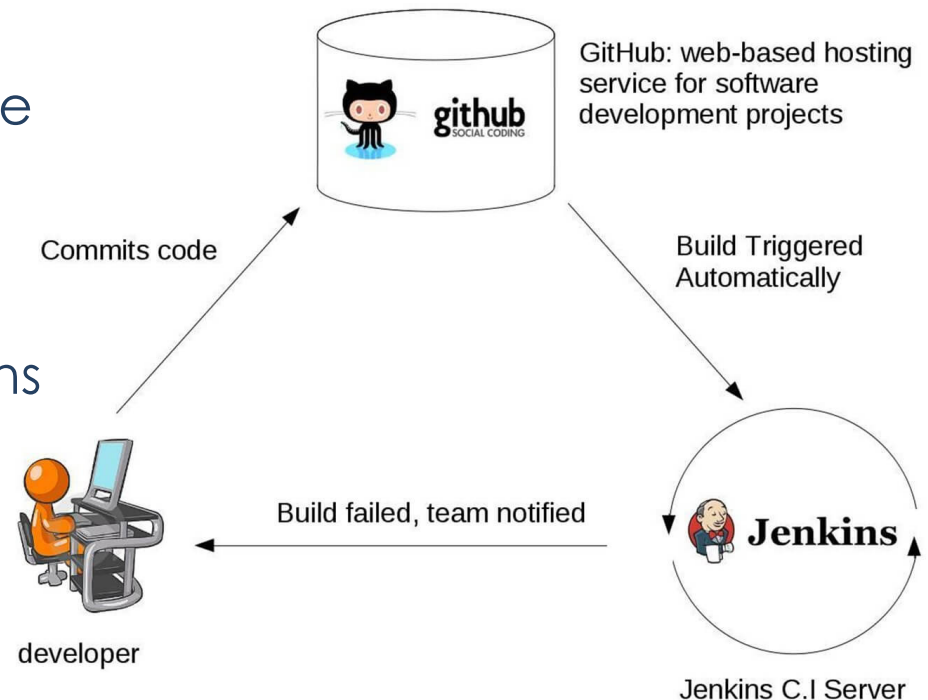 e
ns
github
SOCIAL CODING
GitHub: web-based hosting
service for software
development projects
Commits code
Build Triggered
Automatically
Build failed, team notified
Jenkins
developer
Jenkins C.I Server